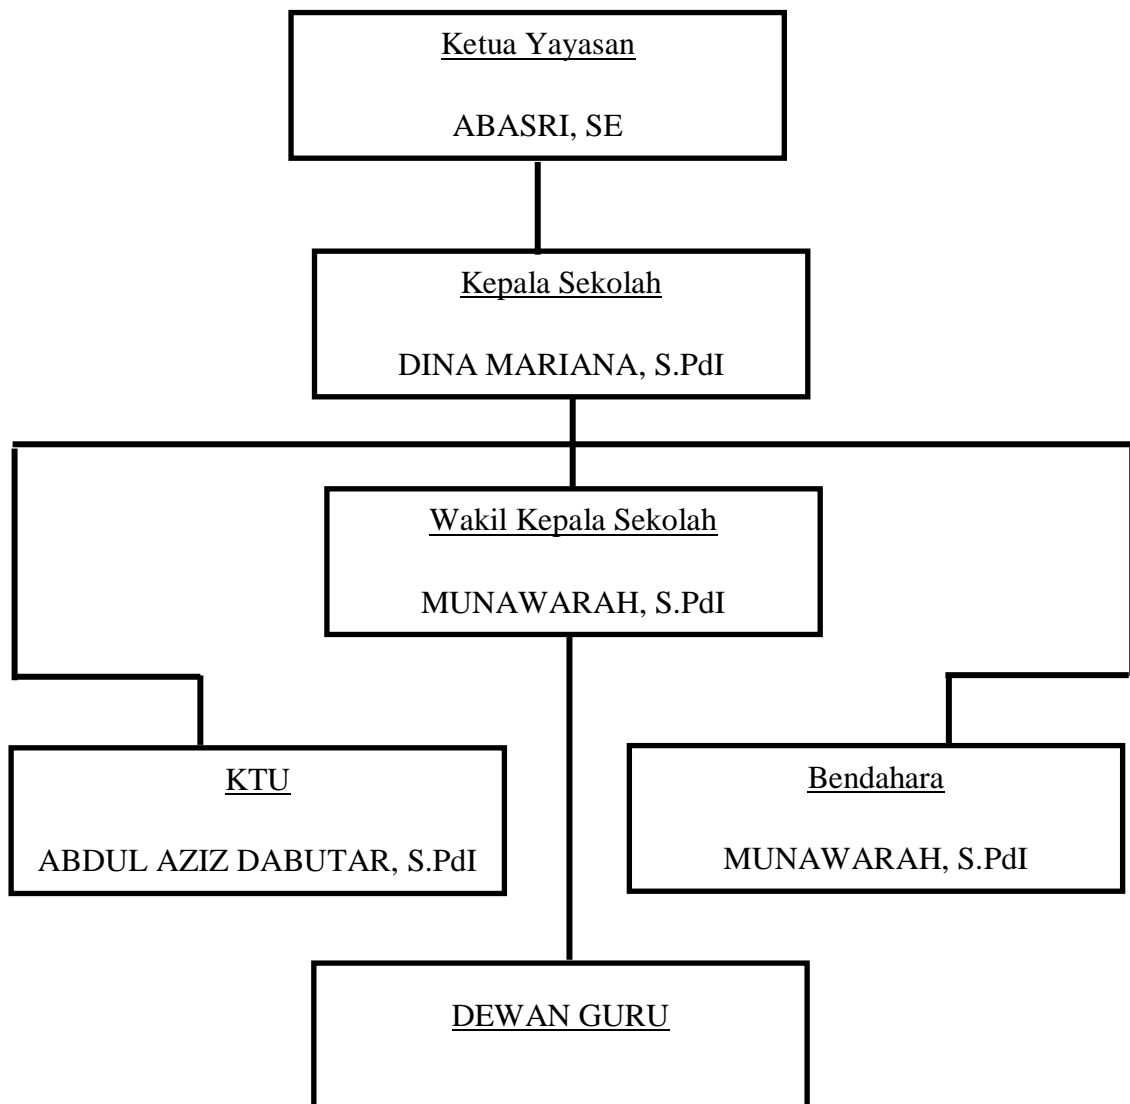 Ketua Yayasan
ABASRI, SE
Kepala Sekolah
DINA MARIANA, S.PdI
Wakil Kepala Sekolah
MUNAWARAH, S.PdI
KTU
ABDUL AZIZ DABUTAR, S.PdI
Bendahara
MUNAWARAH, S.PdI
DEWAN GURU